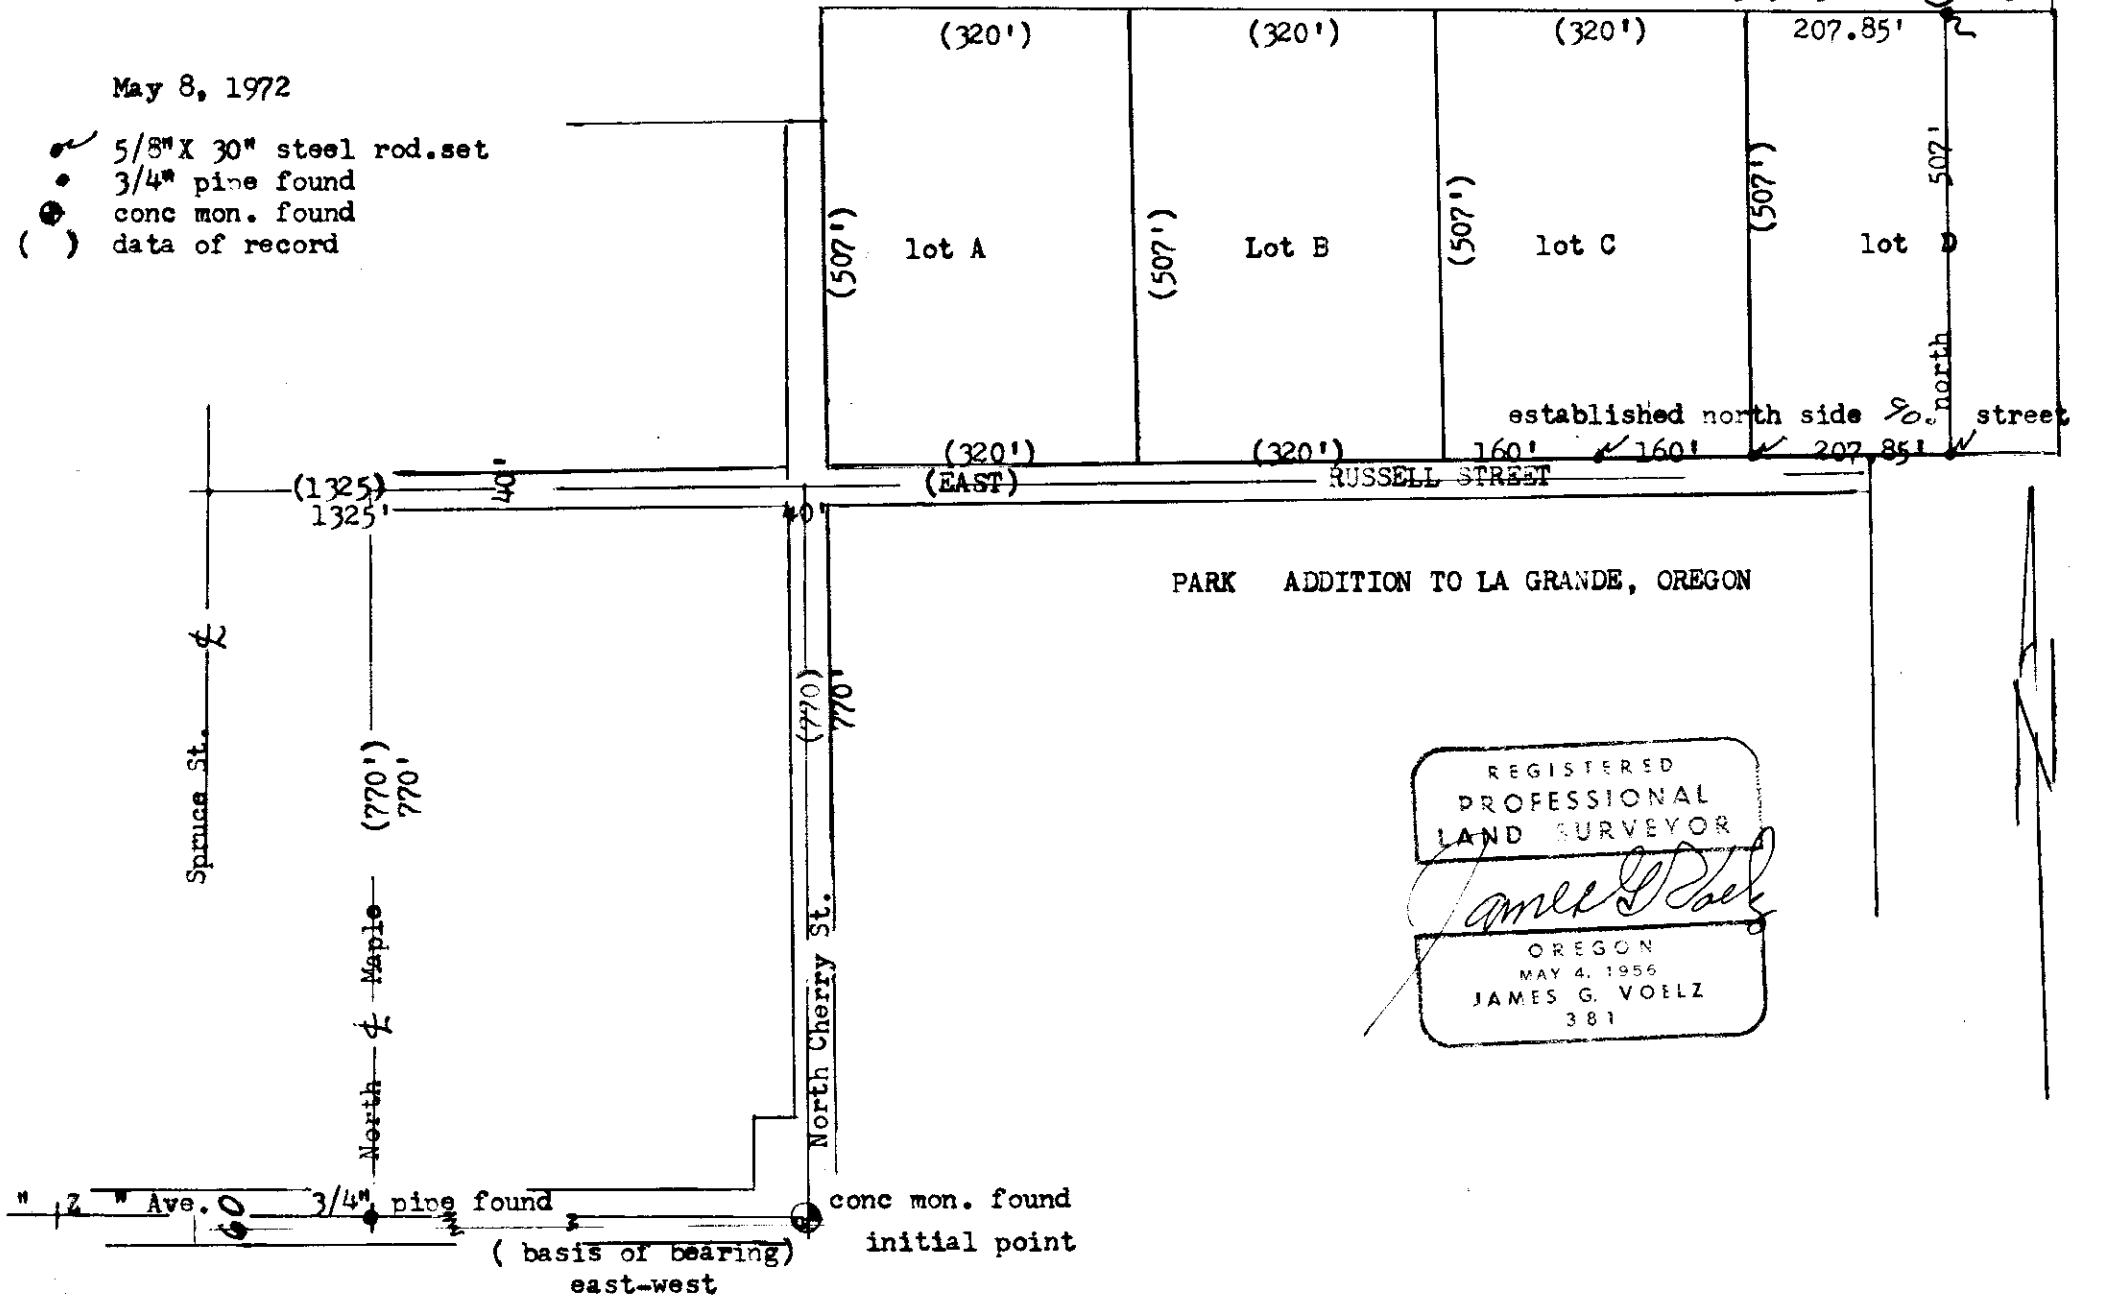 (320')
(320')
(320')
207.85'
May 8, 1972
5/8"X 30" steel rod.set
3/4" pipe found
conc mon. found
( ) data of record
(507')
lot A
(507')
Lot B
(507')
lot C
(507')
lot D
507'
north
established north side
street
(320')
(320')
160'
160'
207.85'
(1325)
1325'
40'
(EAST)
RUSSELL STREET
40'
PARK ADDITION TO LA GRANDE, OREGON
Spruce St.
(770')
770'
North ℄ Maple
(770)
770'
North Cherry St.
REGISTERED
PROFESSIONAL
LAND SURVEYOR
James G Voelz
OREGON
MAY 4, 1956
JAMES G. VOELZ
381
" Z " Ave.
60
3/4" pipe found
conc mon. found
initial point
( basis of bearing)
east-west